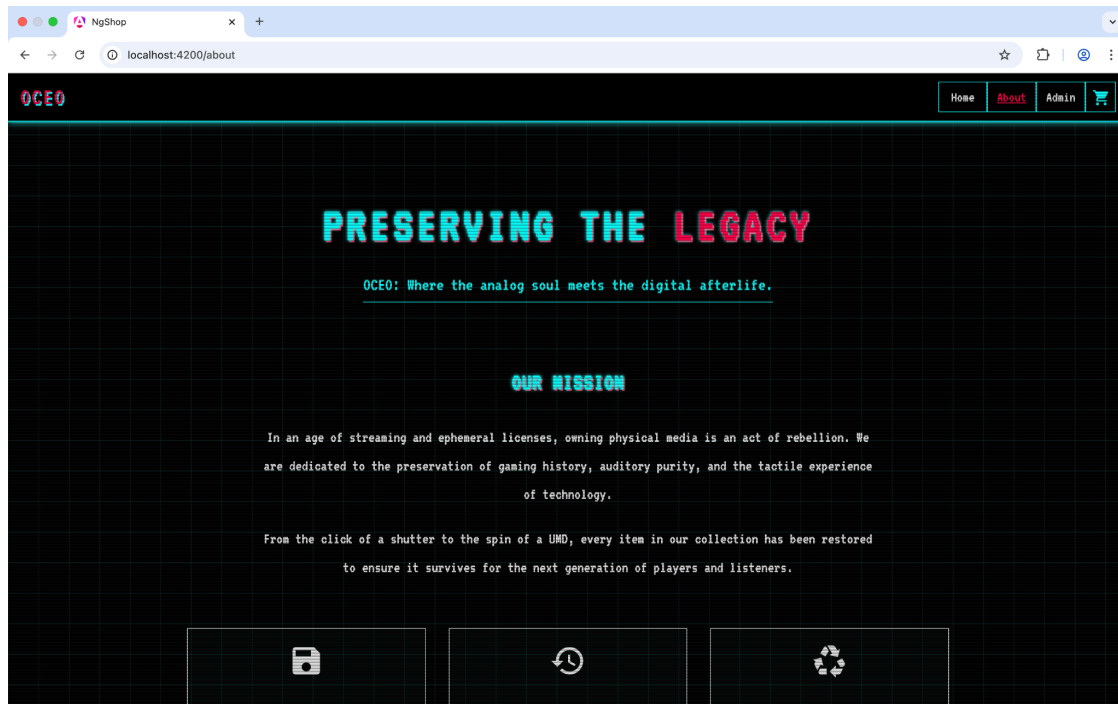 NgShop
localhost:4200/about
OCEO
Home About Admin
PRESERVING THE LEGACY
OCEO: Where the analog soul meets the digital afterlife.
OUR MISSION
In an age of streaming and ephemeral licenses, owning physical media is an act of rebellion. We
are dedicated to the preservation of gaming history, auditory purity, and the tactile experience
of technology.
From the click of a shutter to the spin of a UMD, every item in our collection has been restored
to ensure it survives for the next generation of players and listeners.